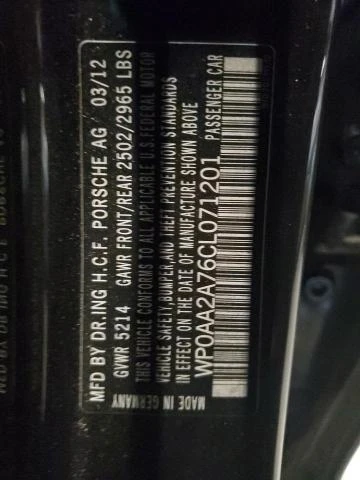 MFD BY DR.ING H.C.F. PORSCHE AG 03/12
GVWR 5214 GAWR FRONT/REAR 2502/2965 LBS
MADE IN GERMANY
THIS VEHICLE CONFORMS TO ALL APPLICABLE U.S.FEDERAL MOTOR
VEHICLE SAFETY,BUMPER,AND THEFT PREVENTION STANDARDS
IN EFFECT ON THE DATE OF MANUFACTURE SHOWN ABOVE
WP0AA2A76CL071201 PASSENGER CAR